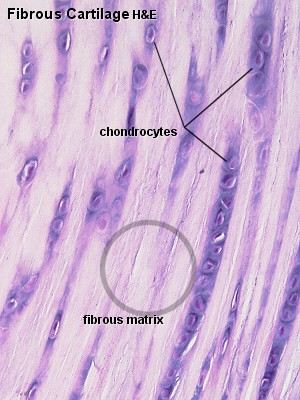 Fibrous Cartilage H&E
chondrocytes
fibrous matrix